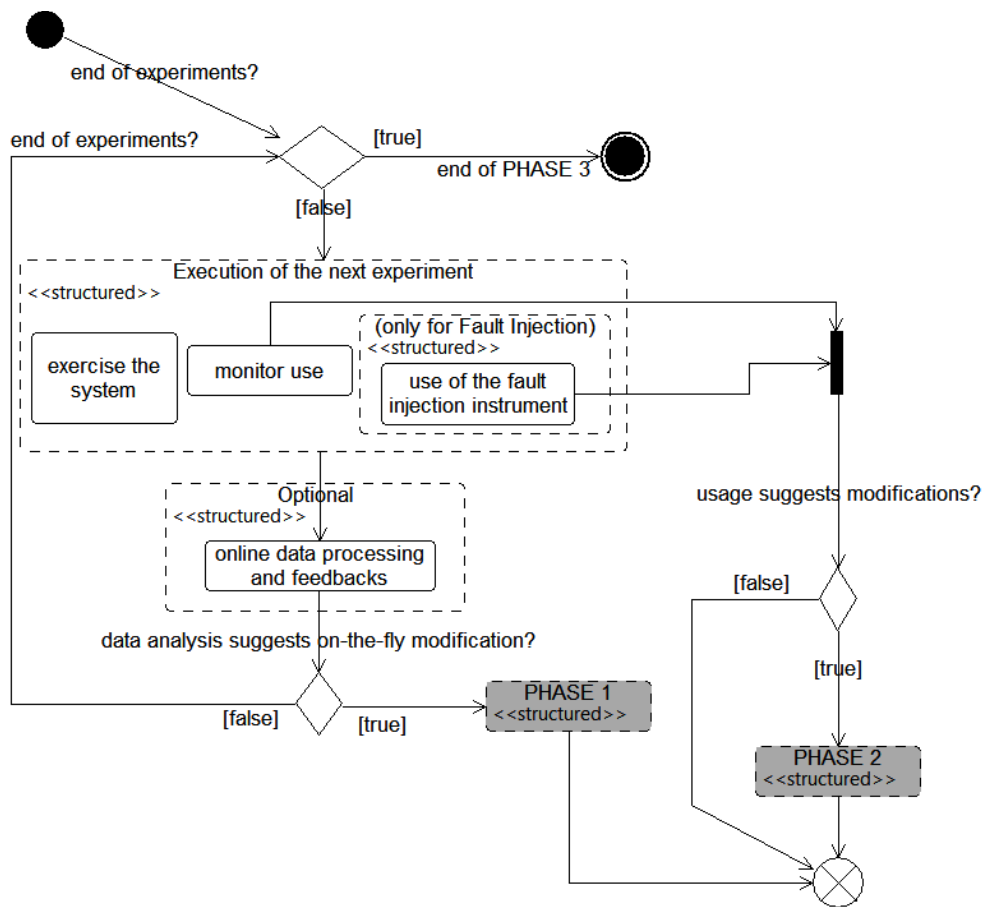 end of experiments?
end of experiments?
[true]
end of PHASE 3
[false]
Execution of the next experiment
<<structured>>
(only for Fault Injection)
<<structured>>
exercise the
system
monitor use
use of the fault
injection instrument
usage suggests modifications?
Optional
<<structured>>
online data processing
and feedbacks
[false]
data analysis suggests on-the-fly modification?
[true]
PHASE 1
<<structured>>
[false]
[true]
PHASE 2
<<structured>>